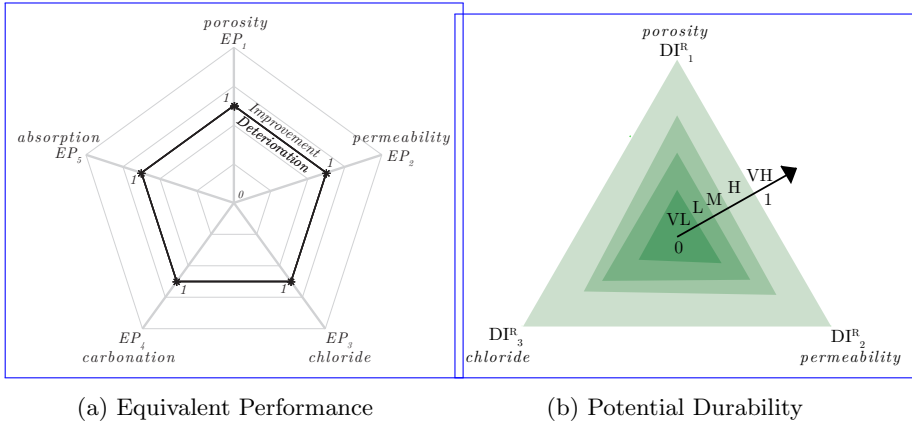 porosity
EP₁
1
Improvement
Deterioration
absorption
EP₅
1
permeability
EP₂
1
0
1
1
EP₄
carbonation
EP₃
chloride
(a) Equivalent Performance
porosity
DIᴿ₁
VH
H
M
L
VL
1
0
DIᴿ₃
chloride
DIᴿ₂
permeability
(b) Potential Durability